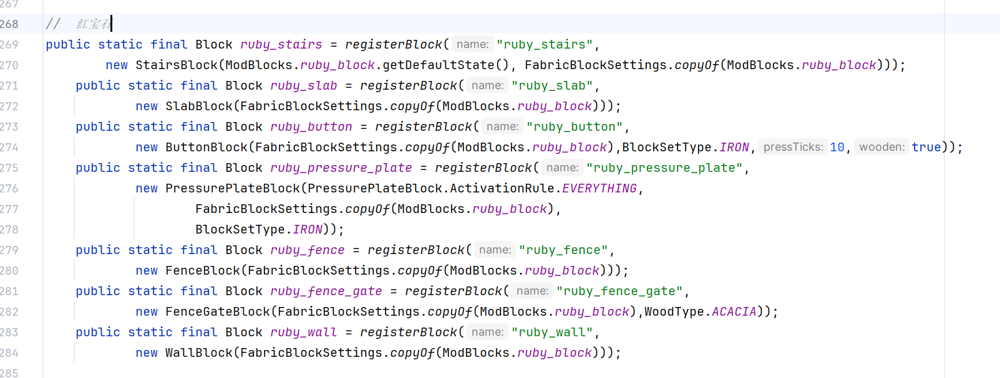 267
268 // 红宝石
269 public static final Block ruby_stairs = registerBlock( name: "ruby_stairs",
270 new StairsBlock(ModBlocks.ruby_block.getDefaultState(), FabricBlockSettings.copyOf(ModBlocks.ruby_block)));
271 public static final Block ruby_slab = registerBlock( name: "ruby_slab",
272 new SlabBlock(FabricBlockSettings.copyOf(ModBlocks.ruby_block)));
273 public static final Block ruby_button = registerBlock( name: "ruby_button",
274 new ButtonBlock(FabricBlockSettings.copyOf(ModBlocks.ruby_block),BlockSetType.IRON, pressTicks: 10, wooden: true));
275 public static final Block ruby_pressure_plate = registerBlock( name: "ruby_pressure_plate",
276 new PressurePlateBlock(PressurePlateBlock.ActivationRule.EVERYTHING,
277 FabricBlockSettings.copyOf(ModBlocks.ruby_block),
278 BlockSetType.IRON));
279 public static final Block ruby_fence = registerBlock( name: "ruby_fence",
280 new FenceBlock(FabricBlockSettings.copyOf(ModBlocks.ruby_block)));
281 public static final Block ruby_fence_gate = registerBlock( name: "ruby_fence_gate",
282 new FenceGateBlock(FabricBlockSettings.copyOf(ModBlocks.ruby_block),WoodType.ACACIA));
283 public static final Block ruby_wall = registerBlock( name: "ruby_wall",
284 new WallBlock(FabricBlockSettings.copyOf(ModBlocks.ruby_block)));
285